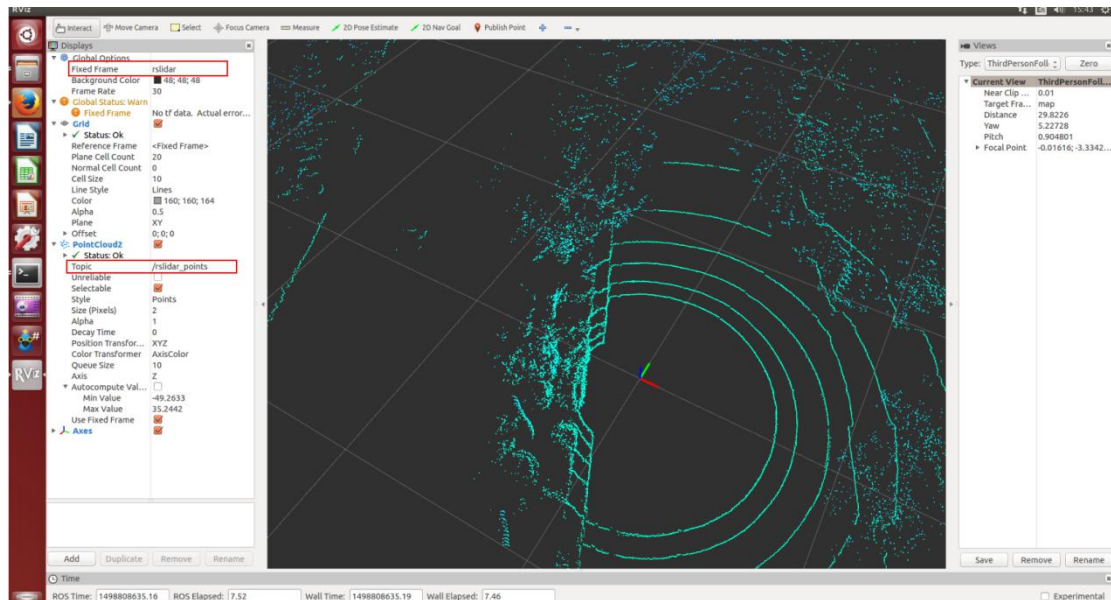 RViz
En 15:43
Interact Move Camera Select Focus Camera Measure 2D Pose Estimate 2D Nav Goal Publish Point
Displays
Global Options
Fixed Frame rslidar
Background Color 48; 48; 48
Frame Rate 30
Global Status: Warn
Fixed Frame No tf data. Actual error...
Grid
Status: Ok
Reference Frame <Fixed Frame>
Plane Cell Count 20
Normal Cell Count 0
Cell Size 10
Line Style Lines
Color 160; 160; 164
Alpha 0.5
Plane XY
Offset 0; 0; 0
PointCloud2
Status: Ok
Topic /rslidar_points
Unreliable
Selectable
Style Points
Size (Pixels) 2
Alpha 1
Decay Time 0
Position Transfor... XYZ
Color Transformer AxisColor
Queue Size 10
Axis Z
Autocompute Val...
Min Value -49.2633
Max Value 35.2442
Use Fixed Frame
Axes
Add Duplicate Remove Rename
Views
Type: ThirdPersonFoll Zero
Current View ThirdPersonFoll...
Near Clip ... 0.01
Target Fra... map
Distance 29.8226
Yaw 5.22728
Pitch 0.904801
Focal Point -0.01616; -3.3342...
Save Remove Rename
RViz
Time
ROS Time: 1498808635.16 ROS Elapsed: 7.52 Wall Time: 1498808635.19 Wall Elapsed: 7.46 Experimental